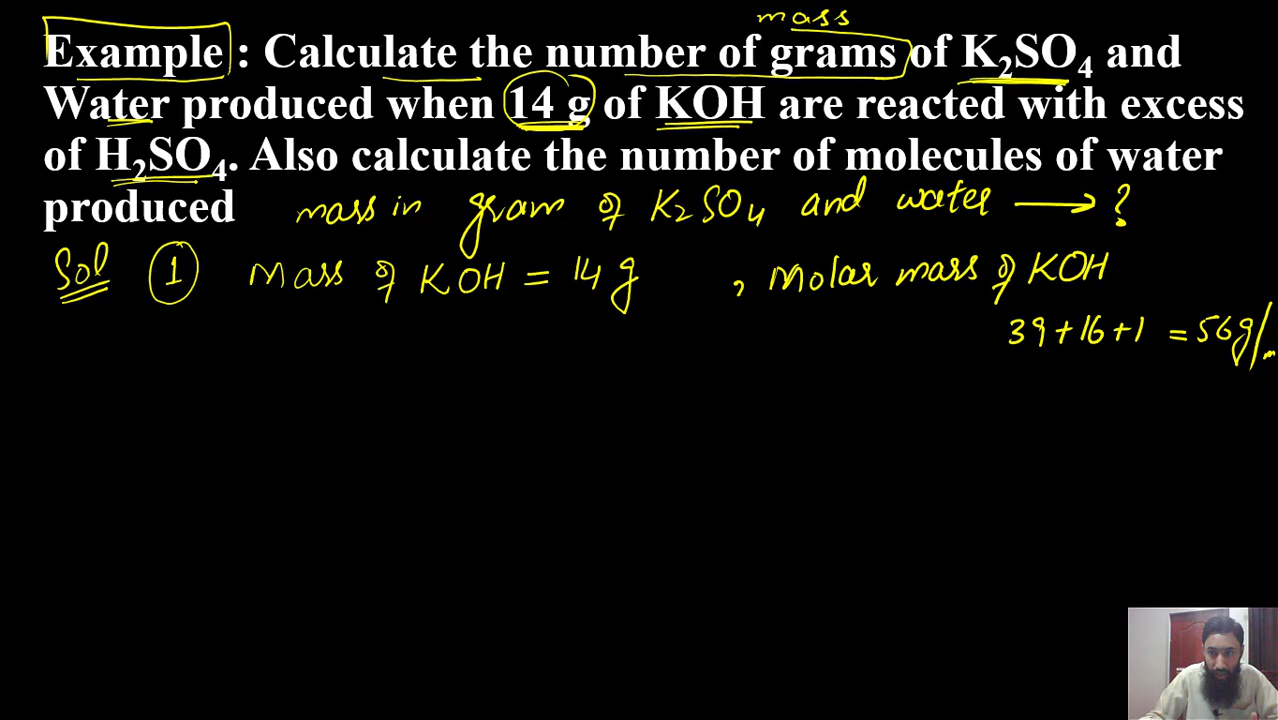 mass
Example : Calculate the number of grams of K₂SO₄ and
Water produced when 14 g of KOH are reacted with excess
of H₂SO₄. Also calculate the number of molecules of water
produced mass in gram of K₂SO₄ and water ⟶ ?
Sol 1 Mass of KOH = 14 g , Molar mass of KOH
39+16+1 = 56g/m